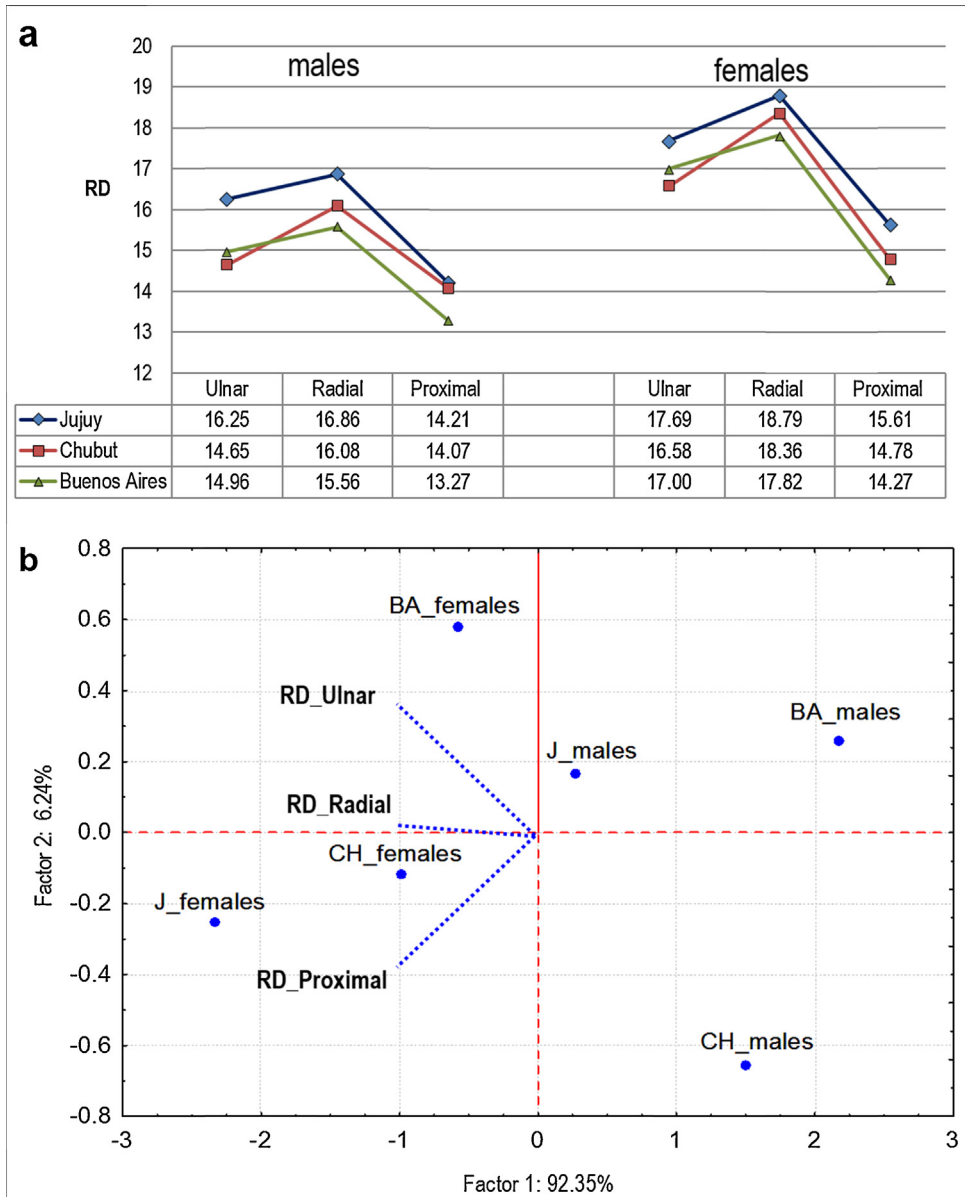 a
20
males
females
19
18
17
RD
16
15
14
13
12
Ulnar Radial Proximal Ulnar Radial Proximal
Jujuy 16.25 16.86 14.21 17.69 18.79 15.61
Chubut 14.65 16.08 14.07 16.58 18.36 14.78
Buenos Aires 14.96 15.56 13.27 17.00 17.82 14.27
b
0.8
BA_females
0.6
RD_Ulnar
0.4
BA_males
J_males
0.2
RD_Radial
0.0
CH_females
J_females
-0.2
RD_Proximal
-0.4
CH_males
-0.6
-0.8
Factor 2: 6.24%
-3 -2 -1 0 1 2 3
Factor 1: 92.35%